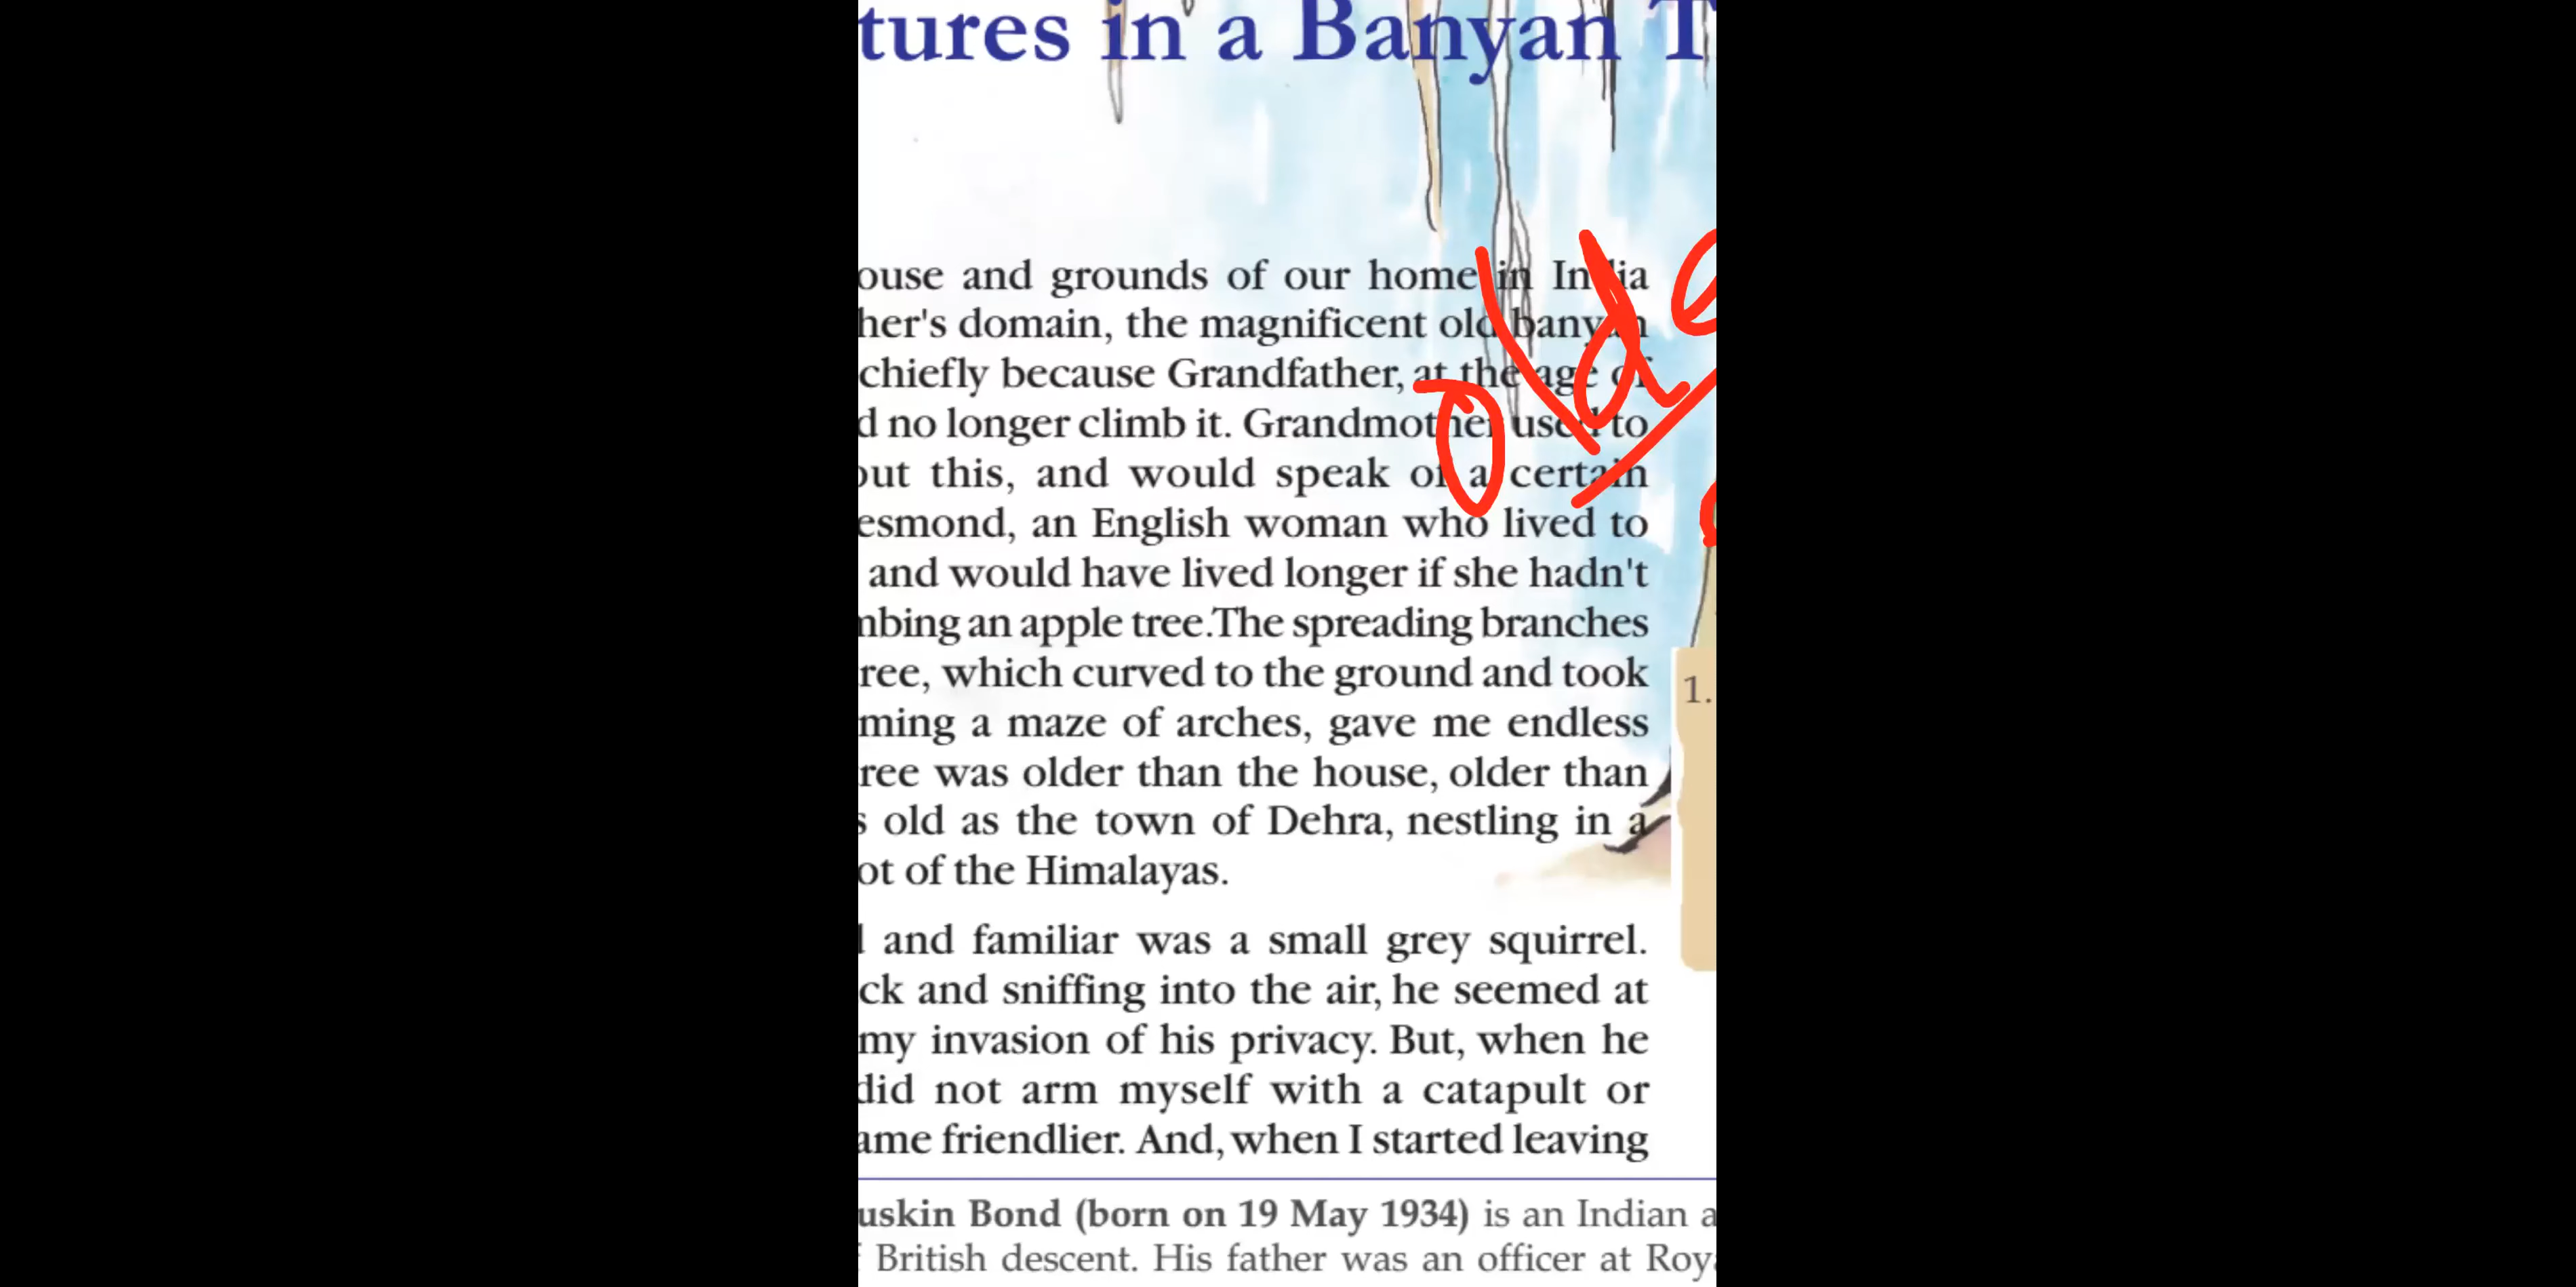 tures in a Banyan T
ouse and grounds of our home in India
her's domain, the magnificent old banyan
chiefly because Grandfather, at the age of
d no longer climb it. Grandmother used to
out this, and would speak of a certain
esmond, an English woman who lived to
and would have lived longer if she hadn't
mbing an apple tree.The spreading branches
ree, which curved to the ground and took
ming a maze of arches, gave me endless
ree was older than the house, older than
s old as the town of Dehra, nestling in a
ot of the Himalayas.
and familiar was a small grey squirrel.
ck and sniffing into the air, he seemed at
my invasion of his privacy. But, when he
did not arm myself with a catapult or
ame friendlier. And, when I started leaving
uskin Bond (born on 19 May 1934) is an Indian a
British descent. His father was an officer at Roy
olde
1.